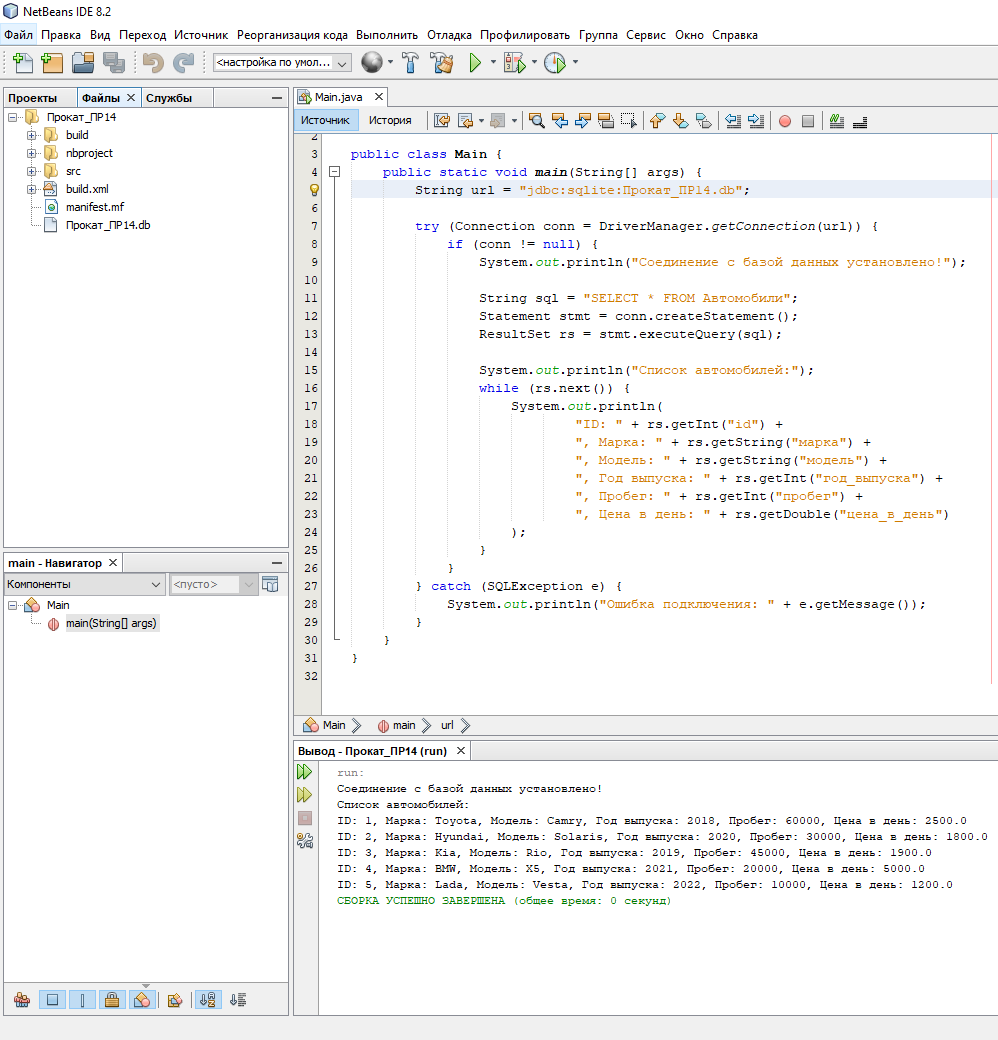 NetBeans IDE 8.2
Файл Правка Вид Переход Источник Реорганизация кода Выполнить Отладка Профилировать Группа Сервис Окно Справка
<настройка по умол...
Проекты Файлы Службы
Прокат_ПР14
build
nbproject
src
build.xml
manifest.mf
Прокат_ПР14.db
main - Навигатор
Компоненты <пусто>
Main
main(String[] args)
Main.java
Источник История
2
3 public class Main {
4 public static void main(String[] args) {
String url = "jdbc:sqlite:Прокат_ПР14.db";
6
7 try (Connection conn = DriverManager.getConnection(url)) {
8 if (conn != null) {
9 System.out.println("Соединение с базой данных установлено!");
10
11 String sql = "SELECT * FROM Автомобили";
12 Statement stmt = conn.createStatement();
13 ResultSet rs = stmt.executeQuery(sql);
14
15 System.out.println("Список автомобилей:");
16 while (rs.next()) {
17 System.out.println(
18 "ID: " + rs.getInt("id") +
19 ", Марка: " + rs.getString("марка") +
20 ", Модель: " + rs.getString("модель") +
21 ", Год выпуска: " + rs.getInt("год_выпуска") +
22 ", Пробег: " + rs.getInt("пробег") +
23 ", Цена в день: " + rs.getDouble("цена_в_день")
24 );
25 }
26 }
27 } catch (SQLException e) {
28 System.out.println("Ошибка подключения: " + e.getMessage());
29 }
30 }
31 }
32
Main main url
Вывод - Прокат_ПР14 (run)
run:
Соединение с базой данных установлено!
Список автомобилей:
ID: 1, Марка: Toyota, Модель: Camry, Год выпуска: 2018, Пробег: 60000, Цена в день: 2500.0
ID: 2, Марка: Hyundai, Модель: Solaris, Год выпуска: 2020, Пробег: 30000, Цена в день: 1800.0
ID: 3, Марка: Kia, Модель: Rio, Год выпуска: 2019, Пробег: 45000, Цена в день: 1900.0
ID: 4, Марка: BMW, Модель: X5, Год выпуска: 2021, Пробег: 20000, Цена в день: 5000.0
ID: 5, Марка: Lada, Модель: Vesta, Год выпуска: 2022, Пробег: 10000, Цена в день: 1200.0
СБОРКА УСПЕШНО ЗАВЕРШЕНА (общее время: 0 секунд)